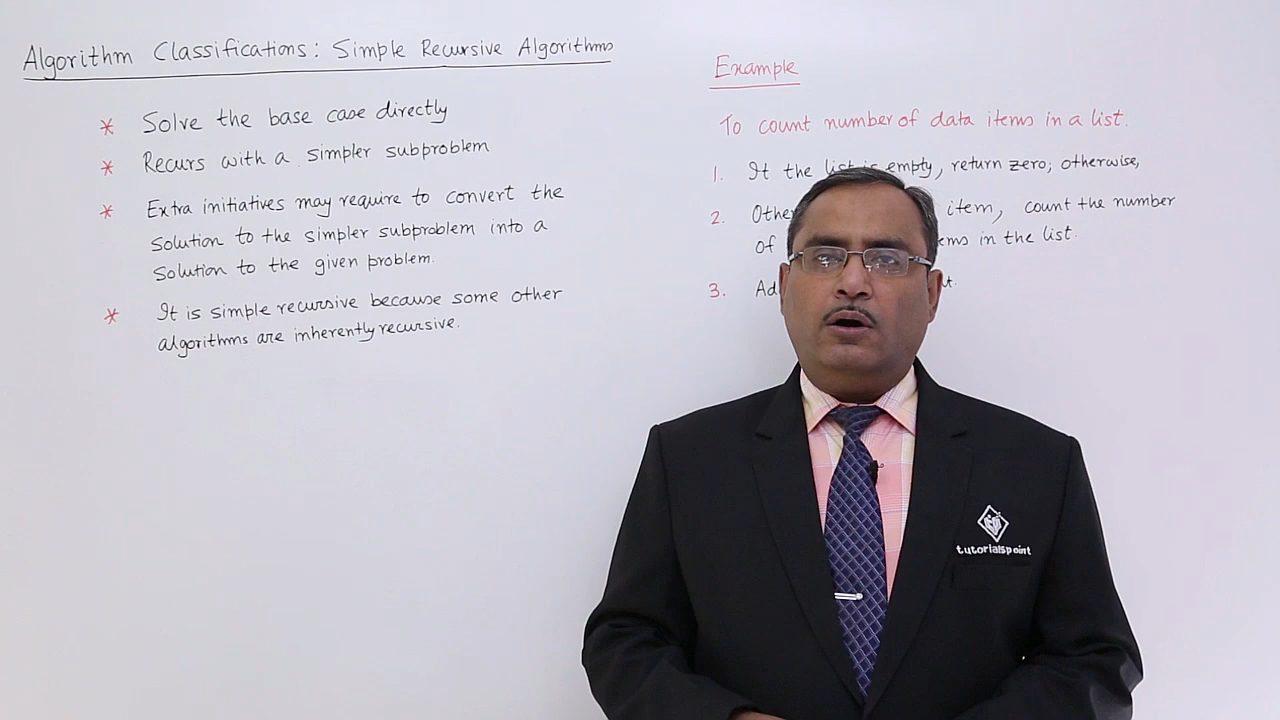 Algorithm Classifications: Simple Recursive Algorithms
* Solve the base case directly
* Recurs with a simpler subproblem
* Extra initiatives may require to convert the
solution to the simpler subproblem into a
solution to the given problem.
* It is simple recursive because some other
algorithms are inherently recursive.
Example
To count number of data items in a list.
1. If the list is empty, return zero; otherwise,
2. item, count the number
of in the list.
3.
tutorialspoint